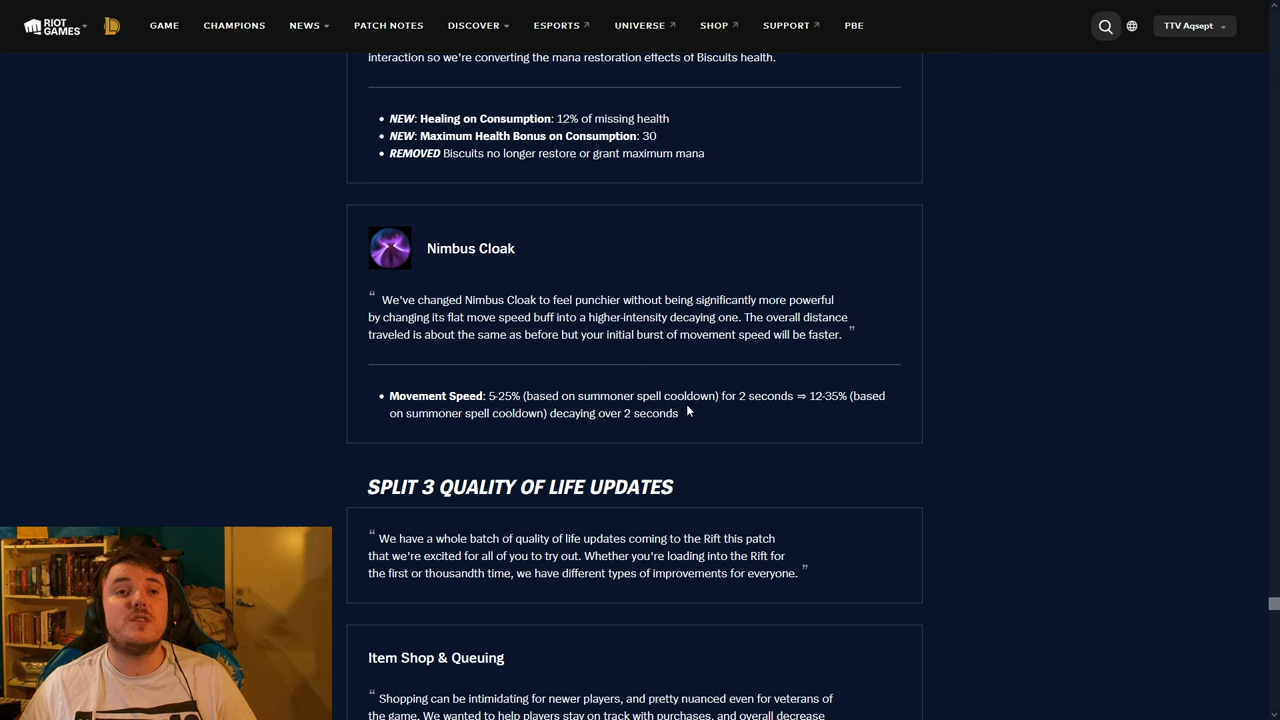 RIOT GAMES
GAME
CHAMPIONS
NEWS
PATCH NOTES
DISCOVER
ESPORTS
UNIVERSE
SHOP
SUPPORT
PBE
TTV Aqsept
interaction so we're converting the mana restoration effects of Biscuits health.
• NEW: Healing on Consumption: 12% of missing health
• NEW: Maximum Health Bonus on Consumption: 30
• REMOVED Biscuits no longer restore or grant maximum mana
Nimbus Cloak
“ We've changed Nimbus Cloak to feel punchier without being significantly more powerful
by changing its flat move speed buff into a higher-intensity decaying one. The overall distance
traveled is about the same as before but your initial burst of movement speed will be faster. ”
• Movement Speed: 5-25% (based on summoner spell cooldown) for 2 seconds ⇒ 12-35% (based
on summoner spell cooldown) decaying over 2 seconds
SPLIT 3 QUALITY OF LIFE UPDATES
“ We have a whole batch of quality of life updates coming to the Rift this patch
that we're excited for all of you to try out. Whether you're loading into the Rift for
the first or thousandth time, we have different types of improvements for everyone. ”
Item Shop & Queuing
“ Shopping can be intimidating for newer players, and pretty nuanced even for veterans of
the game. We wanted to help players stay on track with purchases, and overall decrease